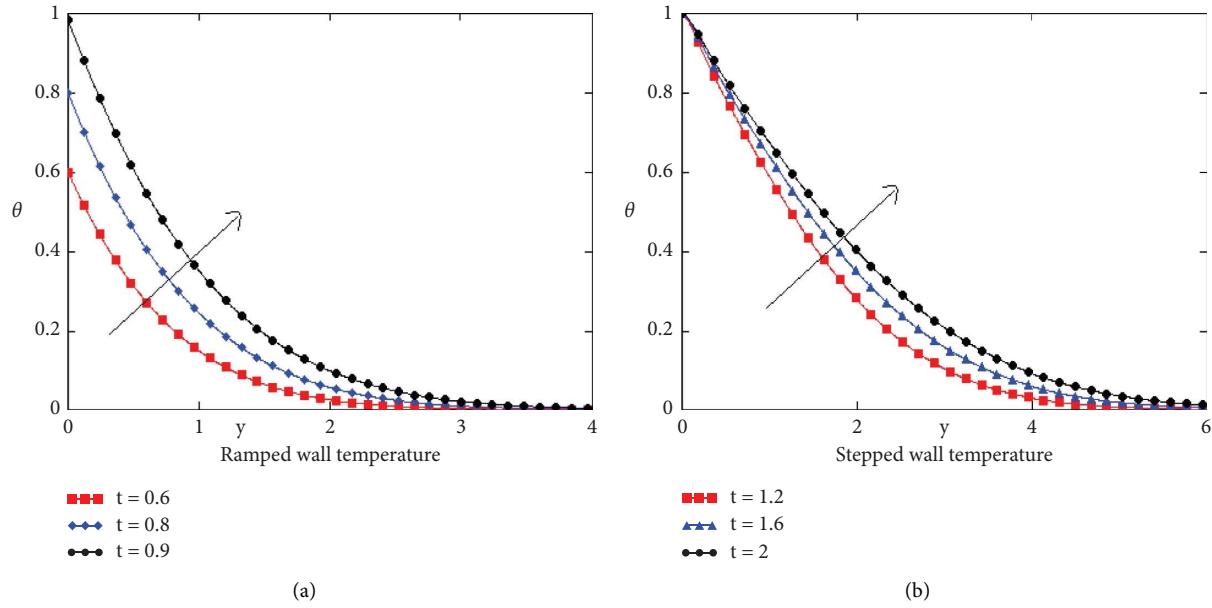 1
0.8
0.6
θ
0.4
0.2
0
0 1 y 2 3 4
Ramped wall temperature
t = 0.6
t = 0.8
t = 0.9
(a)
1
0.8
0.6
θ
0.4
0.2
0
0 2 y 4 6
Stepped wall temperature
t = 1.2
t = 1.6
t = 2
(b)